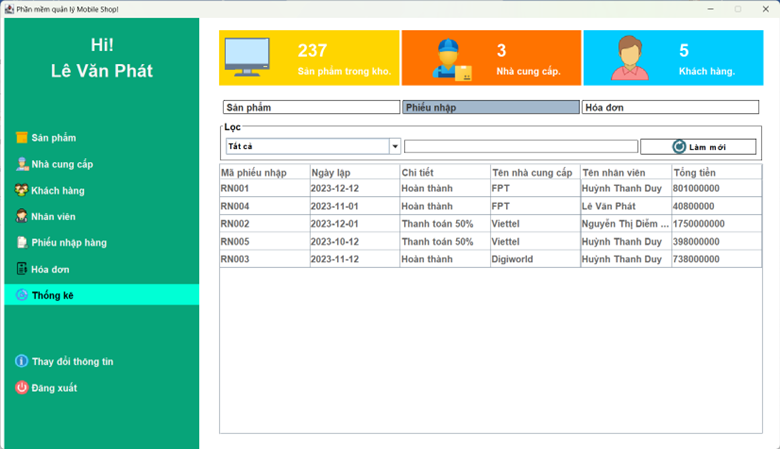 Phần mềm quản lý Mobile Shop!
Hi!
Lê Văn Phát
Sản phẩm
Nhà cung cấp
Khách hàng
Nhân viên
Phiếu nhập hàng
Hóa đơn
Thống kê
Thay đổi thông tin
Đăng xuất
237
Sản phẩm trong kho.
3
Nhà cung cấp.
5
Khách hàng.
Sản phẩm Phiếu nhập Hóa đơn
Lọc
Tất cả Làm mới
Mã phiếu nhập Ngày lập Chi tiết Tên nhà cung cấp Tên nhân viên Tổng tiền
RN001 2023-12-12 Hoàn thành FPT Huỳnh Thanh Duy 801000000
RN004 2023-11-01 Hoàn thành FPT Lê Văn Phát 40800000
RN002 2023-12-01 Thanh toán 50% Viettel Nguyễn Thị Diễm ... 1750000000
RN005 2023-10-12 Thanh toán 50% Viettel Huỳnh Thanh Duy 398000000
RN003 2023-11-12 Hoàn thành Digiworld Huỳnh Thanh Duy 738000000